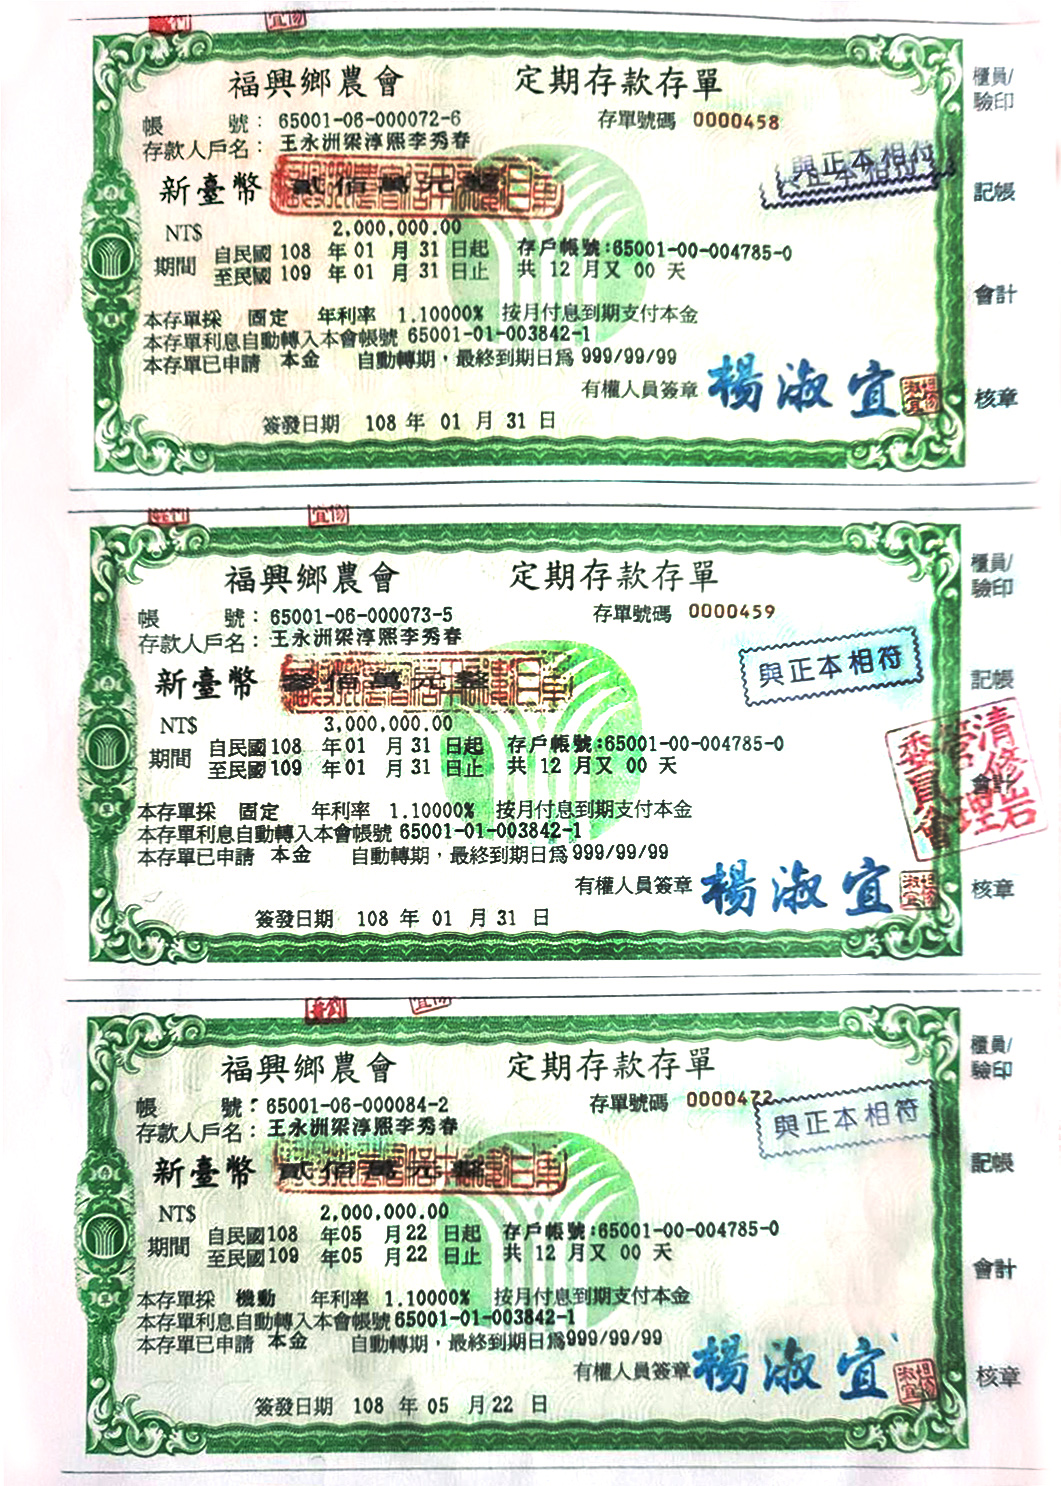 福興鄉農會 定期存款存單
帳 號: 65001-06-000072-6 存單號碼 0000458
存款人戶名: 王永洲梁淳熙李秀春
與正本相符
新臺幣 貳佰萬元整
NT$ 2,000,000.00
期間 自民國 108 年 01 月 31 日起 存戶帳號:65001-00-004785-0
至民國 109 年 01 月 31 日止 共 12 月又 00 天
本存單採 固定 年利率 1.10000% 按月付息到期支付本金
本存單利息自動轉入本會帳號 65001-01-003842-1
本存單已申請 本金 自動轉期,最終到期日為 999/99/99
有權人員簽章 楊淑宜
簽發日期 108 年 01 月 31 日
櫃員/
驗印
記帳
會計
核章
福興鄉農會 定期存款存單
帳 號: 65001-06-000073-5 存單號碼 0000459
存款人戶名: 王永洲梁淳熙李秀春
與正本相符
新臺幣 參佰萬元整
NT$ 3,000,000.00
期間 自民國 108 年 01 月 31 日起 存戶帳號:65001-00-004785-0
至民國 109 年 01 月 31 日止 共 12 月又 00 天
本存單採 固定 年利率 1.10000% 按月付息到期支付本金
本存單利息自動轉入本會帳號 65001-01-003842-1
本存單已申請 本金 自動轉期,最終到期日為 999/99/99
有權人員簽章 楊淑宜
簽發日期 108 年 01 月 31 日
櫃員/
驗印
記帳
清修岩
管理
委員會
會計
核章
福興鄉農會 定期存款存單
帳 號: 65001-06-000084-2 存單號碼 0000472
存款人戶名: 王永洲梁淳熙李秀春
與正本相符
新臺幣 貳佰萬元整
NT$ 2,000,000.00
期間 自民國 108 年 05 月 22 日起 存戶帳號:65001-00-004785-0
至民國 109 年 05 月 22 日止 共 12 月又 00 天
本存單採 機動 年利率 1.10000% 按月付息到期支付本金
本存單利息自動轉入本會帳號 65001-01-003842-1
本存單已申請 本金 自動轉期,最終到期日為 999/99/99
有權人員簽章 楊淑宜
簽發日期 108 年 05 月 22 日
櫃員/
驗印
記帳
會計
核章